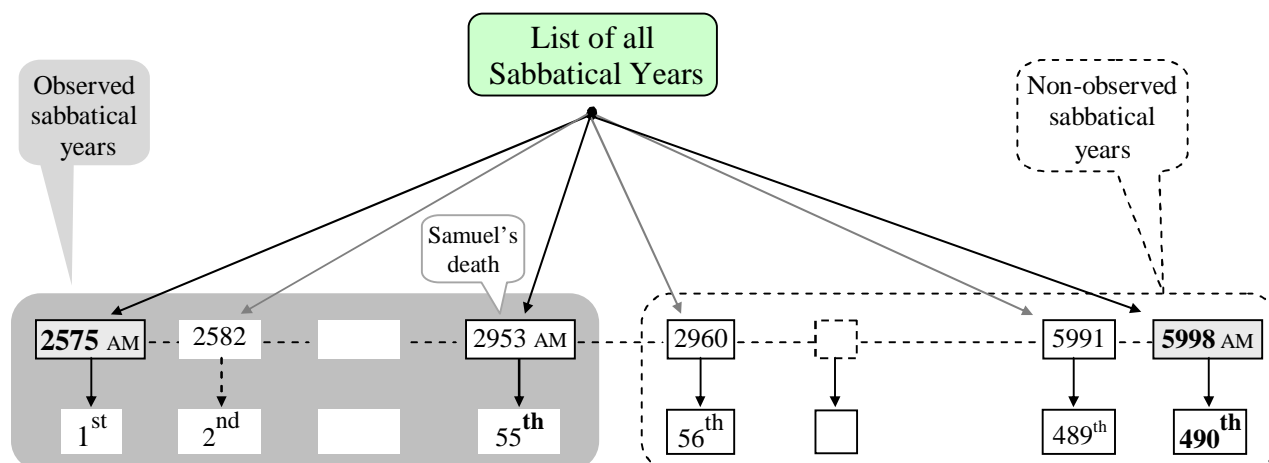 List of all
Sabbatical Years
Observed
sabbatical
years
Non-observed
sabbatical
years
Samuel's
death
2575 AM
2582
2953 AM
2960
5991
5998 AM
1st
2nd
55th
56th
489th
490th